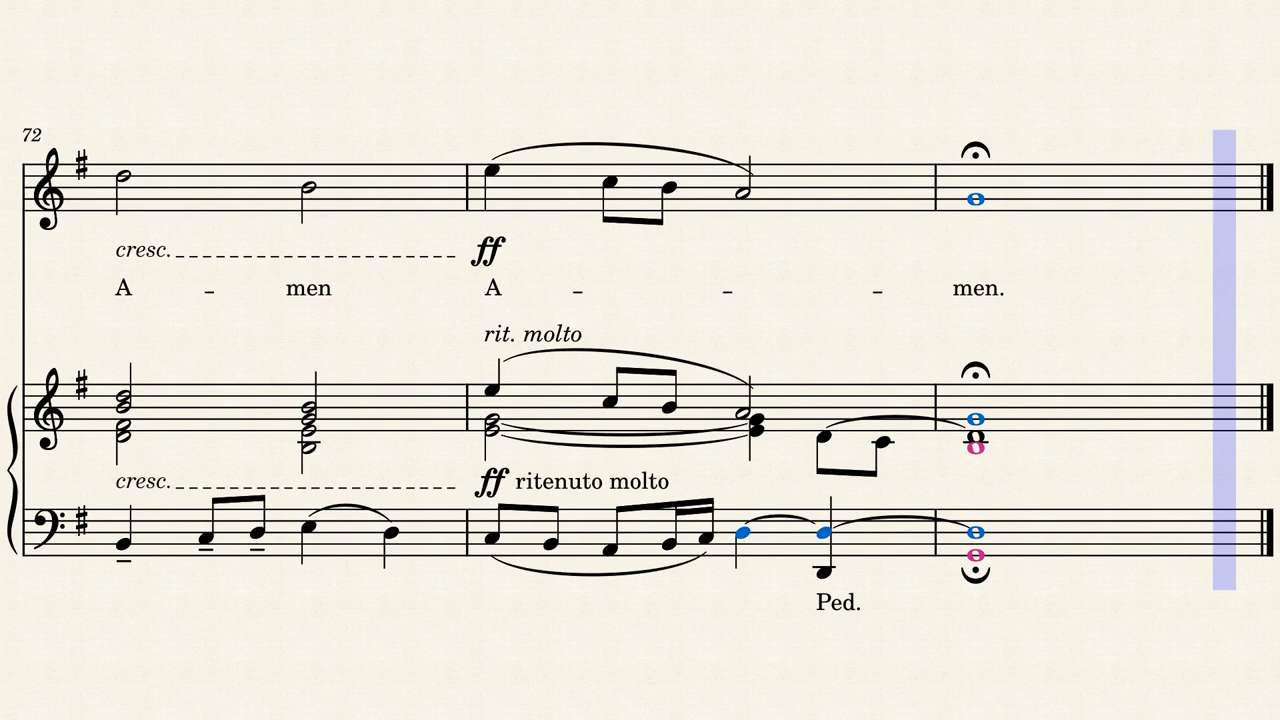 72
cresc.
ff
A - men A - - - men.
rit. molto
cresc.
ff ritenuto molto
Ped.